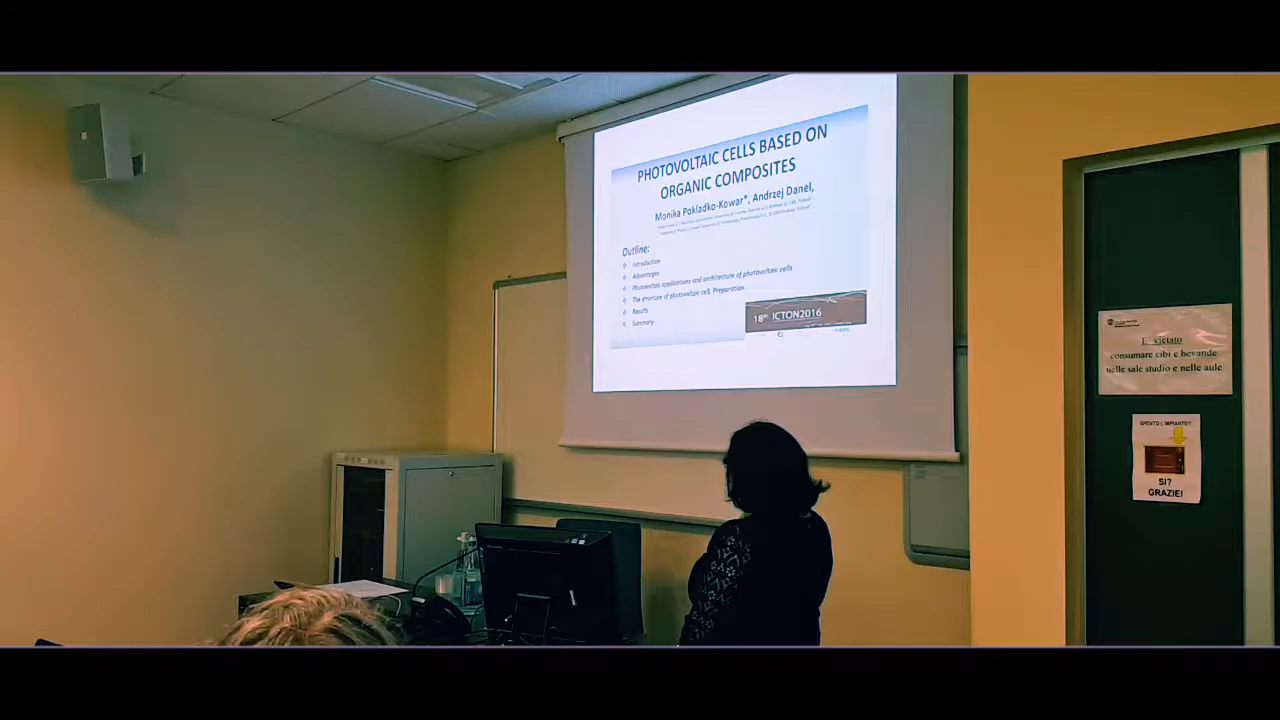 PHOTOVOLTAIC CELLS BASED ON
ORGANIC COMPOSITES
Monika Pokladko-Kowar*, Andrzej Danel,
Outline:
Introduction
Advantages
Photovoltaic applications and architecture of photovoltaic cells
The structure of photovoltaic cell. Preparation
Results
Summary
18th ICTON2016
E' vietato
consumare cibi e bevande
nelle sale studio e nelle aule
SPENTO L'IMPIANTO?
SI?
GRAZIE!